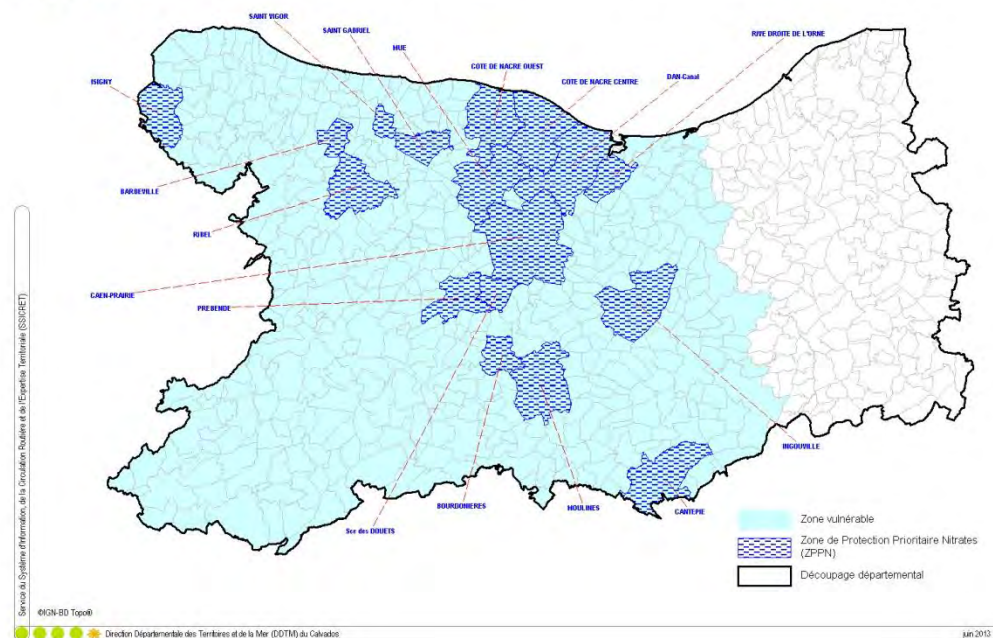 SAINT VIGOR
SAINT GABRIEL
HUE
RIVE DROITE DE L'ORNE
COTE DE NACRE OUEST
DAN-Canal
ISIGNY
COTE DE NACRE CENTRE
BARBEVILLE
RUBEL
CAEN-PRAIRIE
PREBENDE
INGOUVILLE
BOURDONIERES
MOULINES
CANTEPIE
Scr des DOUETS
Zone vulnérable
Zone de Protection Prioritaire Nitrates
(ZPPN)
Découpage départemental
Service du Système d'Information, de la Circulation Routière et de l'Expertise Territoriale (SSICRET)
©IGN-BD Topo®
Direction Départementale des Territoires et de la Mer (DDTM) du Calvados
juin 2013